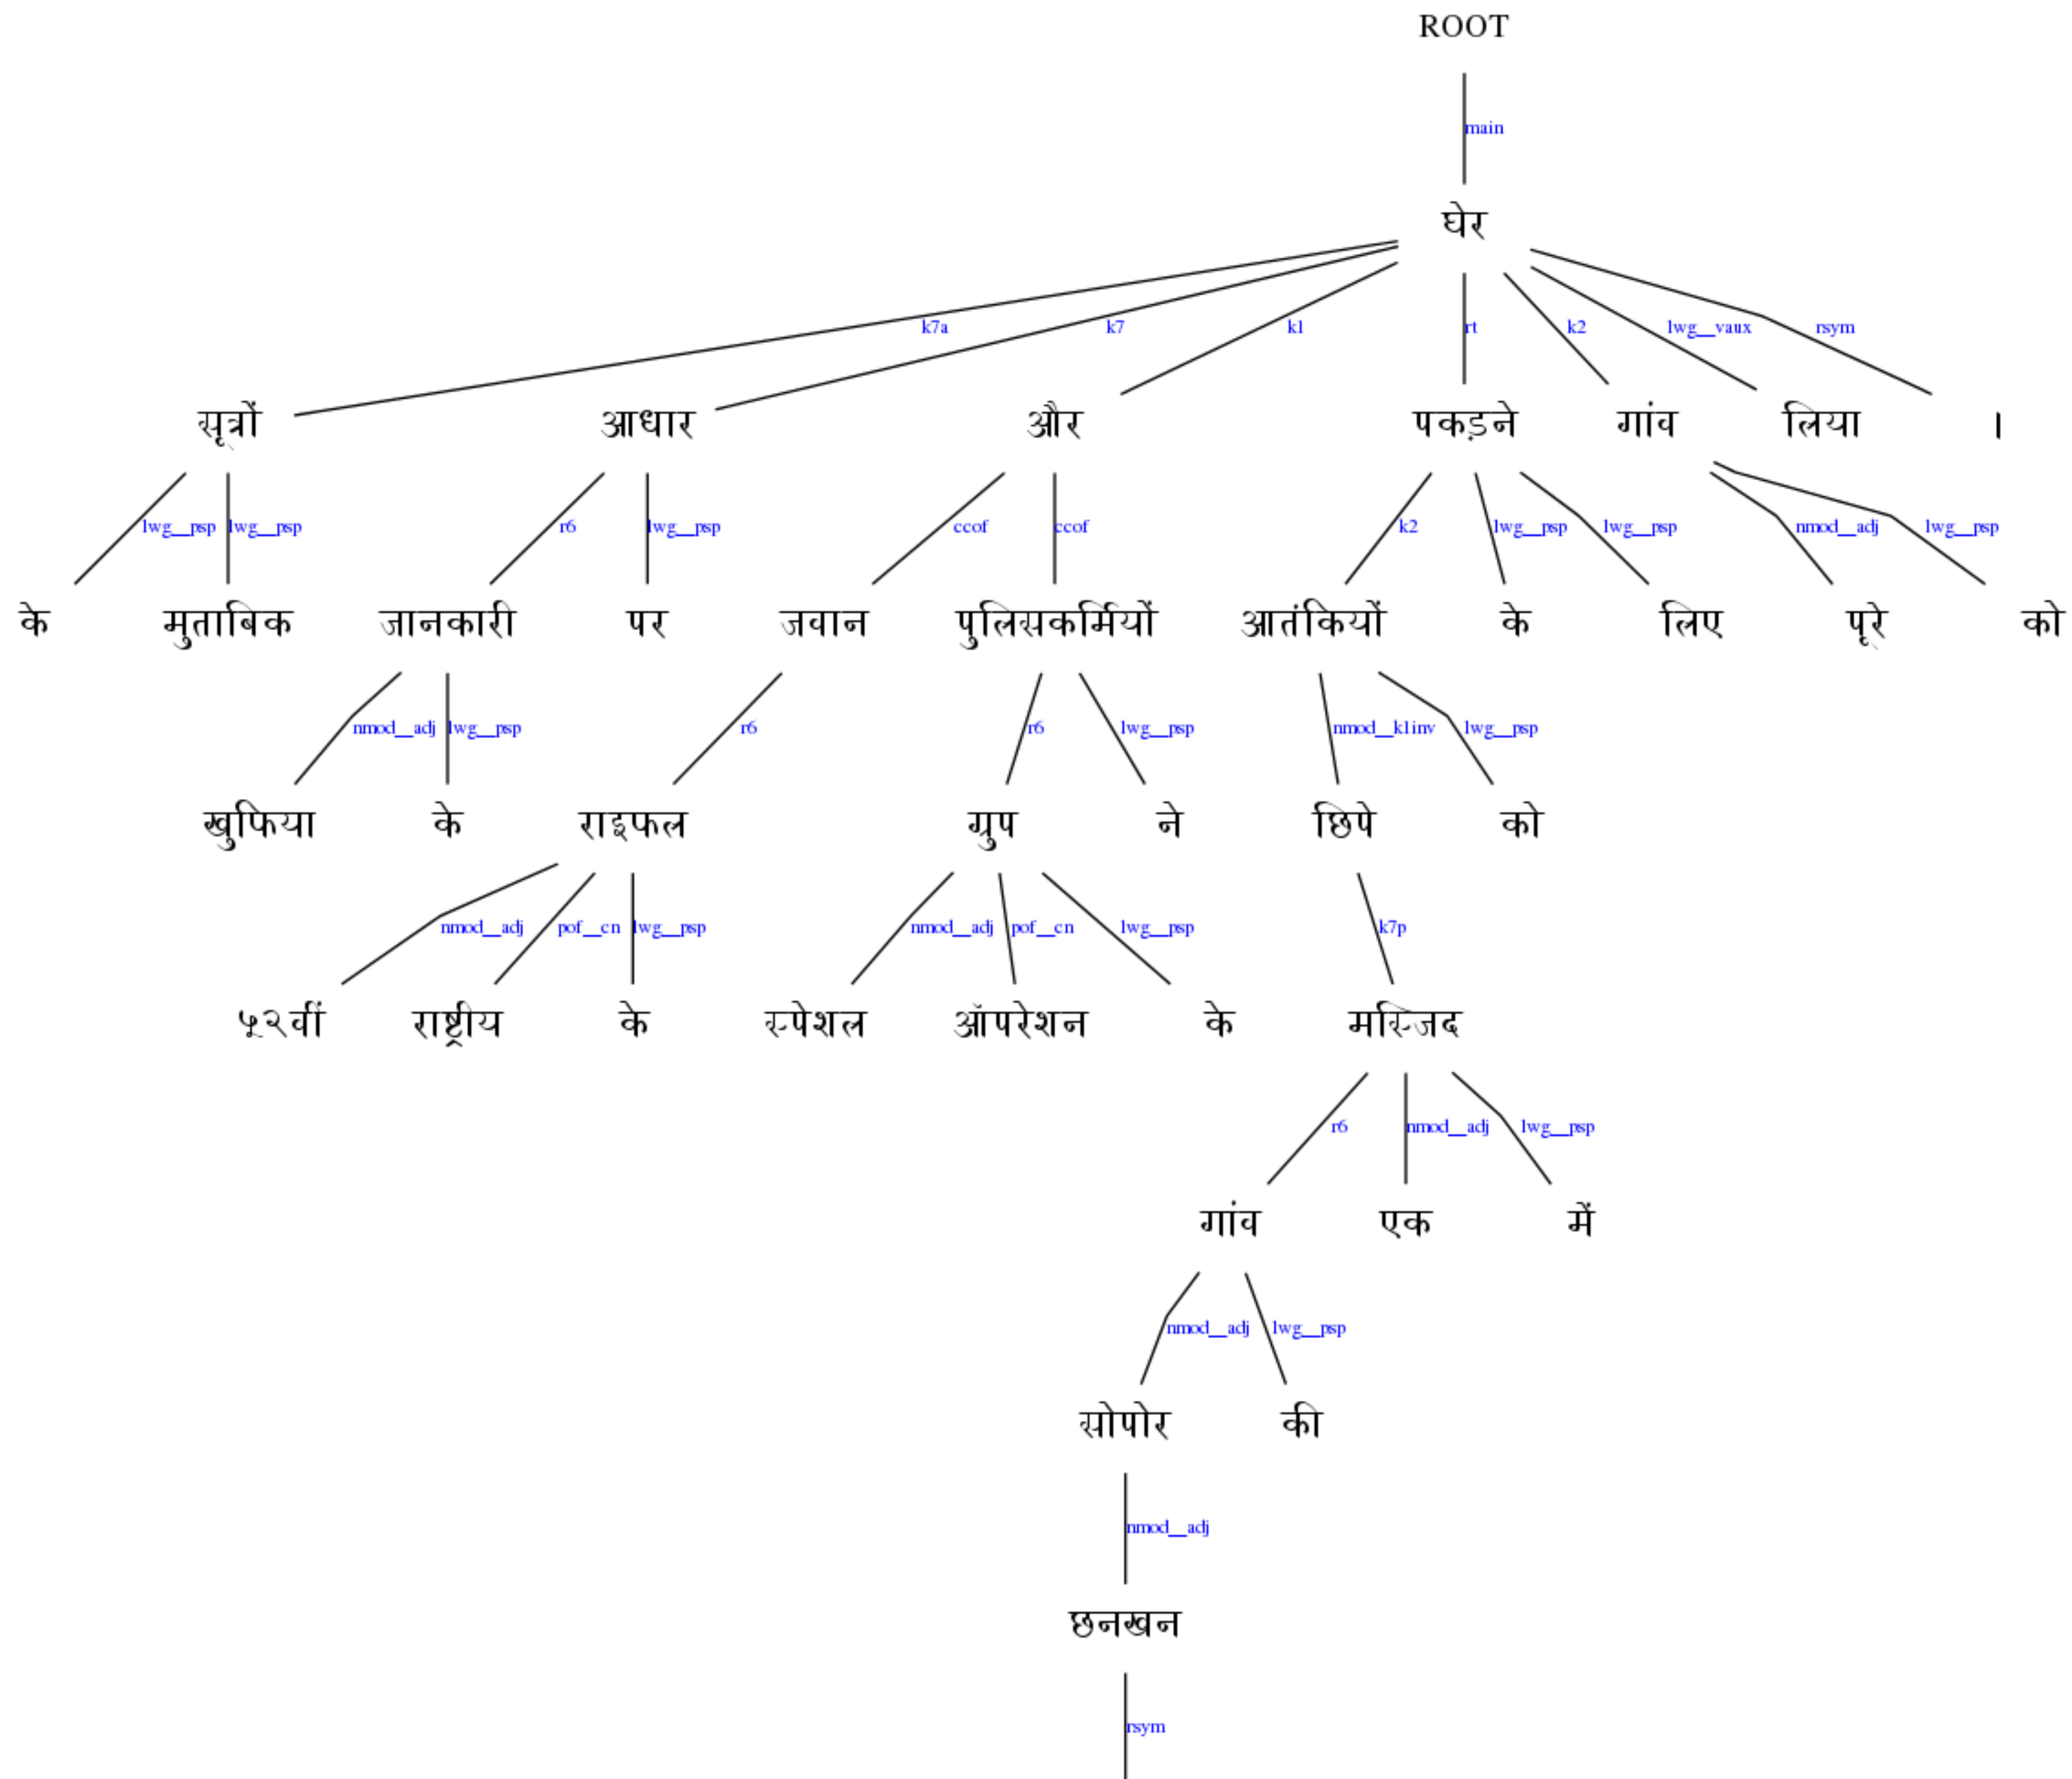 ROOT
main
घेर
k7a k7 k1 rt k2 lwg__vaux rsym
सूत्रों आधार और पकड़ने गांव लिया ।
lwg__psp lwg__psp r6 lwg__psp ccof ccof k2 lwg__psp lwg__psp nmod__adj lwg__psp
के मुताबिक जानकारी पर जवान पुलिसकर्मियों आतंकियों के लिए पूरे को
nmod__adj lwg__psp r6 r6 lwg__psp nmod__k1inv lwg__psp
खुफिया के राइफल ग्रुप ने छिपे को
nmod__adj pof__cn lwg__psp nmod__adj pof__cn lwg__psp k7p
५२वीं राष्ट्रीय के स्पेशल ऑपरेशन के मस्जिद
r6 nmod__adj lwg__psp
गांव एक में
nmod__adj lwg__psp
सोपोर की
nmod__adj
छनखन
rsym